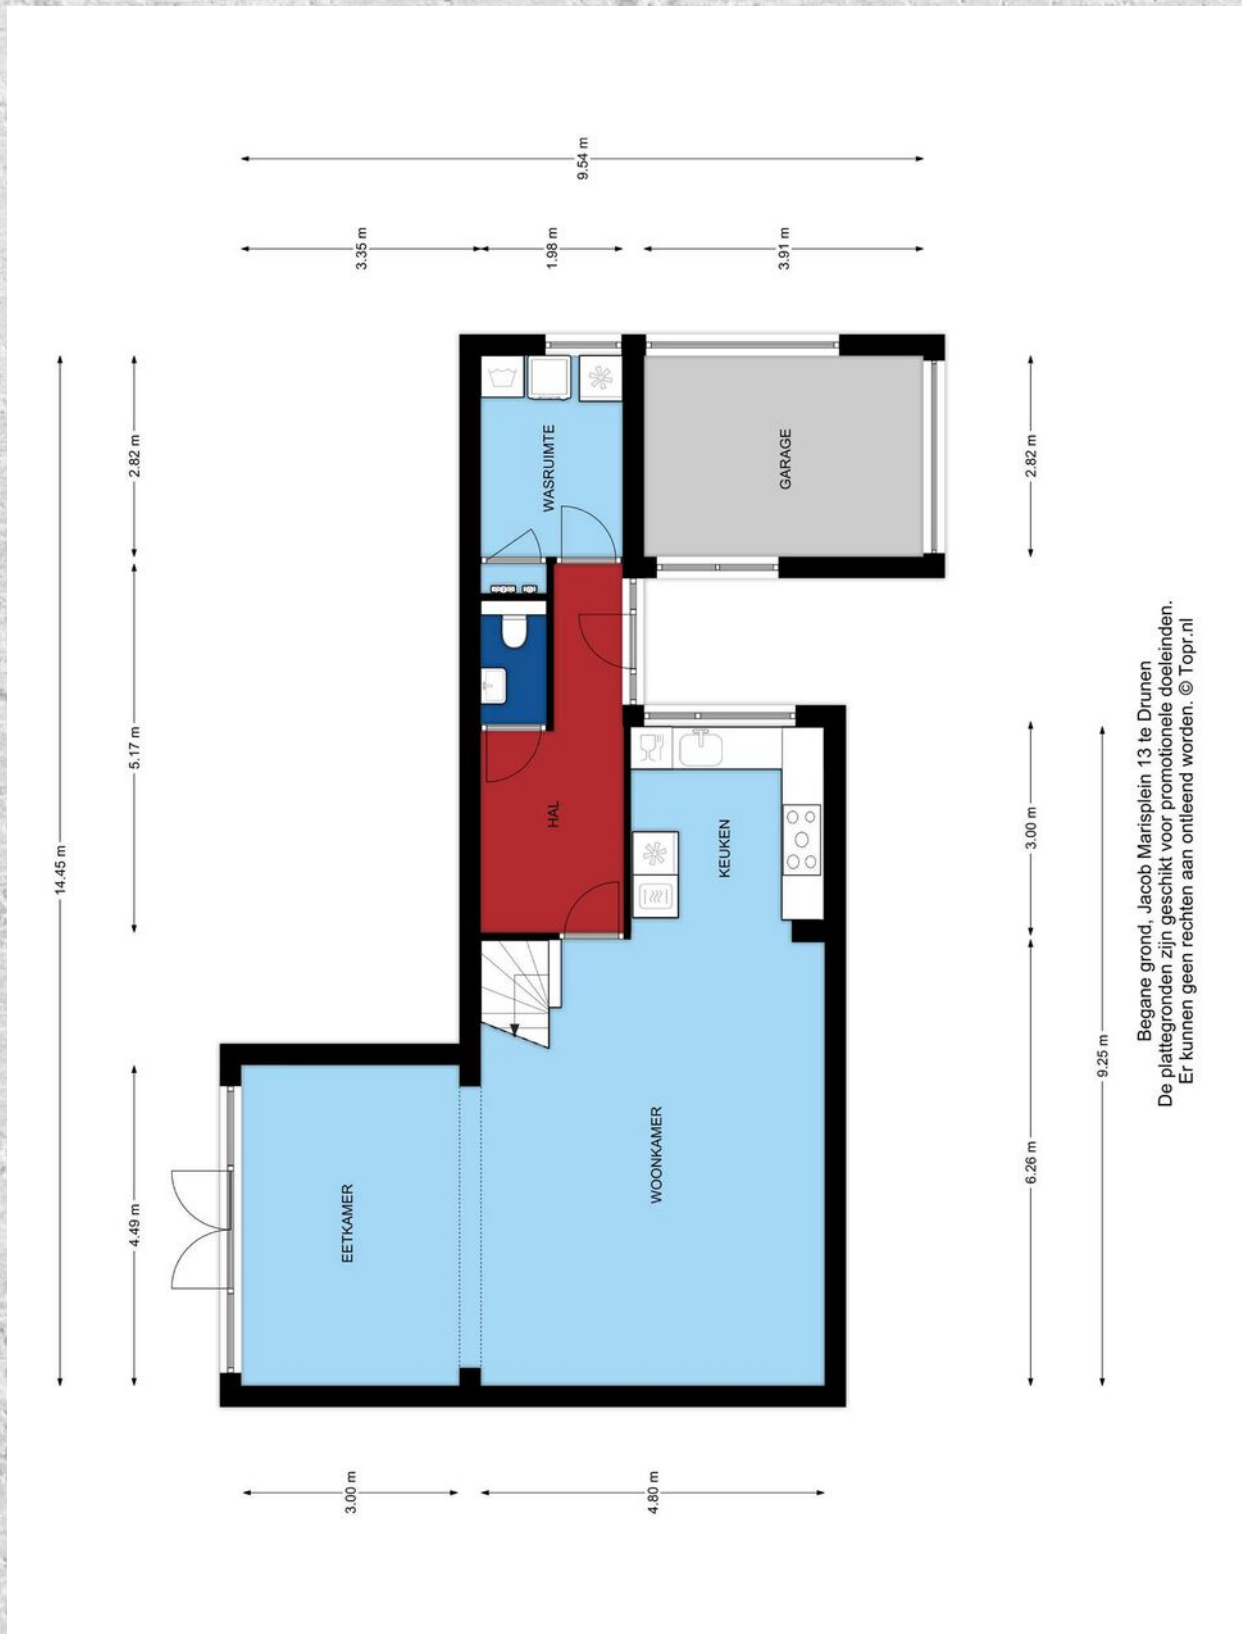 9.54 m
3.35 m
1.98 m
3.91 m
14.45 m
2.82 m
5.17 m
4.49 m
WASRUIMTE
GARAGE
2.82 m
HAL
KEUKEN
3.00 m
9.25 m
WOONKAMER
EETKAMER
6.26 m
3.00 m
4.80 m
Begane grond, Jacob Marisplein 13 te Drunen
De plattegronden zijn geschikt voor promotionele doeleinden.
Er kunnen geen rechten aan ontleend worden. © Topr.nl